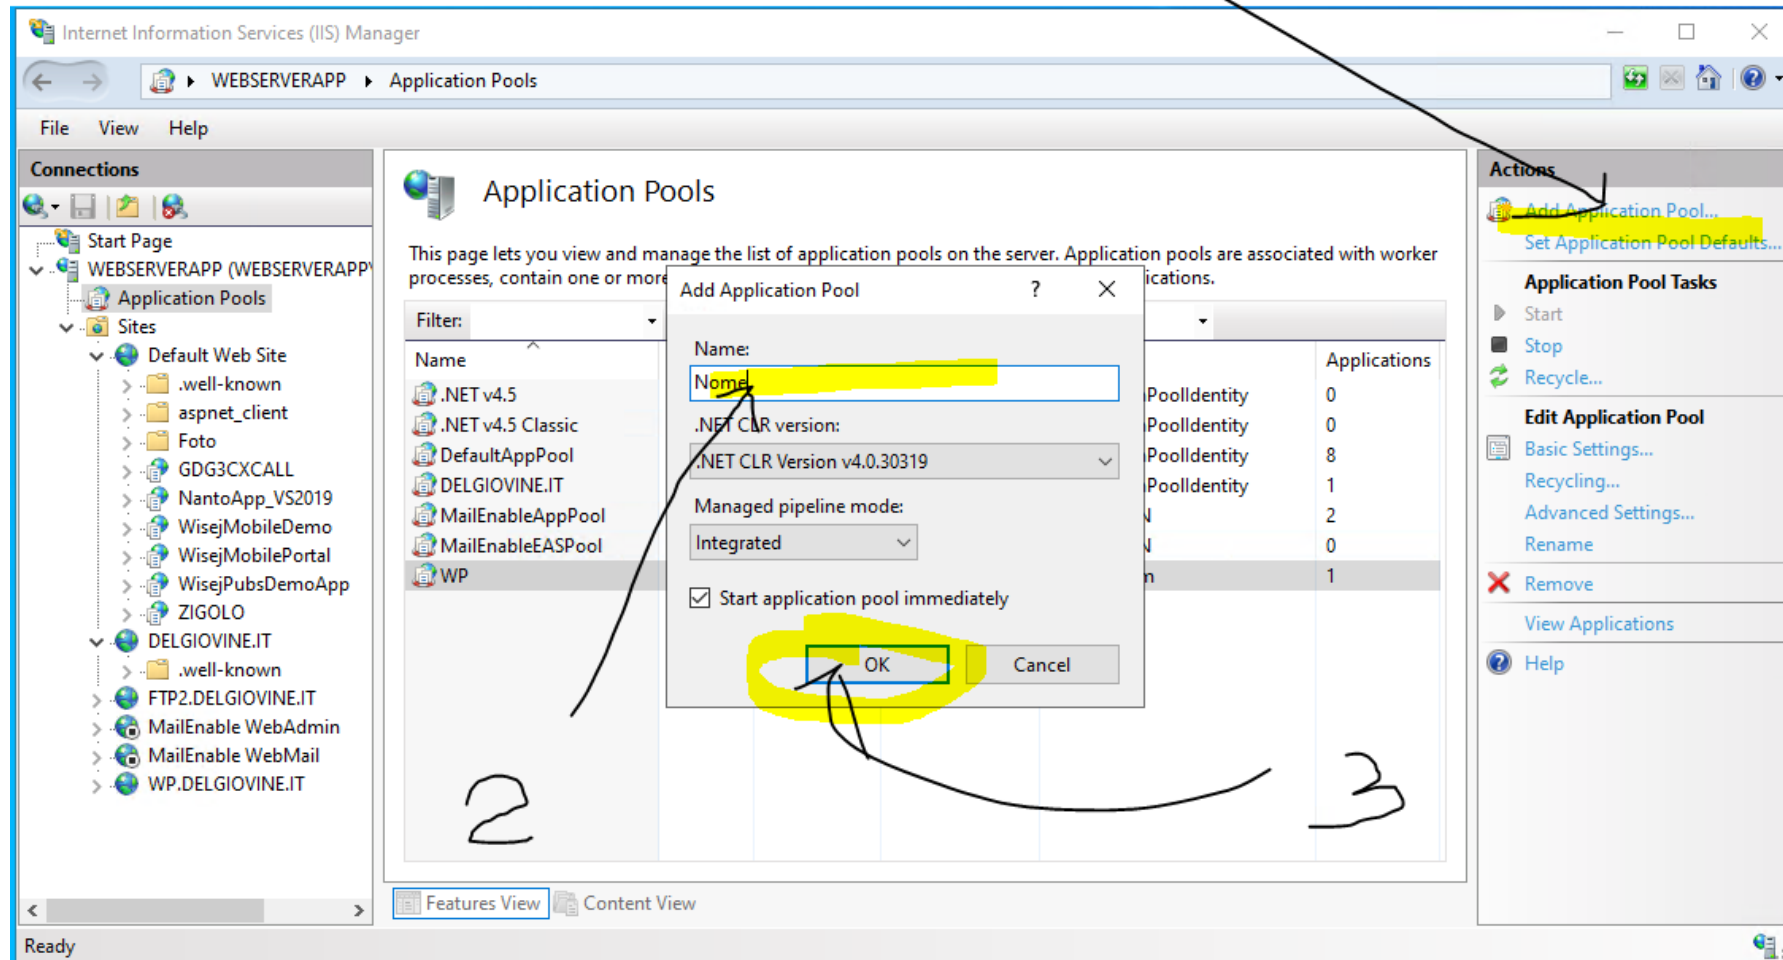 Internet Information Services (IIS) Manager
WEBSERVERAPP Application Pools
File View Help
Connections
Start Page
WEBSERVERAPP (WEBSERVERAPP\
Application Pools
Sites
Default Web Site
.well-known
aspnet_client
Foto
GDG3CXCALL
NantoApp_VS2019
WisejMobileDemo
WisejMobilePortal
WisejPubsDemoApp
ZIGOLO
DELGIOVINE.IT
.well-known
FTP2.DELGIOVINE.IT
MailEnable WebAdmin
MailEnable WebMail
WP.DELGIOVINE.IT
Application Pools
This page lets you view and manage the list of application pools on the server. Application pools are associated with worker
processes, contain one or more
ications.
Filter:
Name Applications
.NET v4.5 PoolIdentity 0
.NET v4.5 Classic PoolIdentity 0
DefaultAppPool PoolIdentity 8
DELGIOVINE.IT PoolIdentity 1
MailEnableAppPool 2
MailEnableEASPool 0
WP m 1
Add Application Pool ?
Name:
Nome
.NET CLR version:
.NET CLR Version v4.0.30319
Managed pipeline mode:
Integrated
Start application pool immediately
OK Cancel
2
3
Features View Content View
Actions
Add Application Pool...
Set Application Pool Defaults...
Application Pool Tasks
Start
Stop
Recycle...
Edit Application Pool
Basic Settings...
Recycling...
Advanced Settings...
Rename
Remove
View Applications
Help
Ready